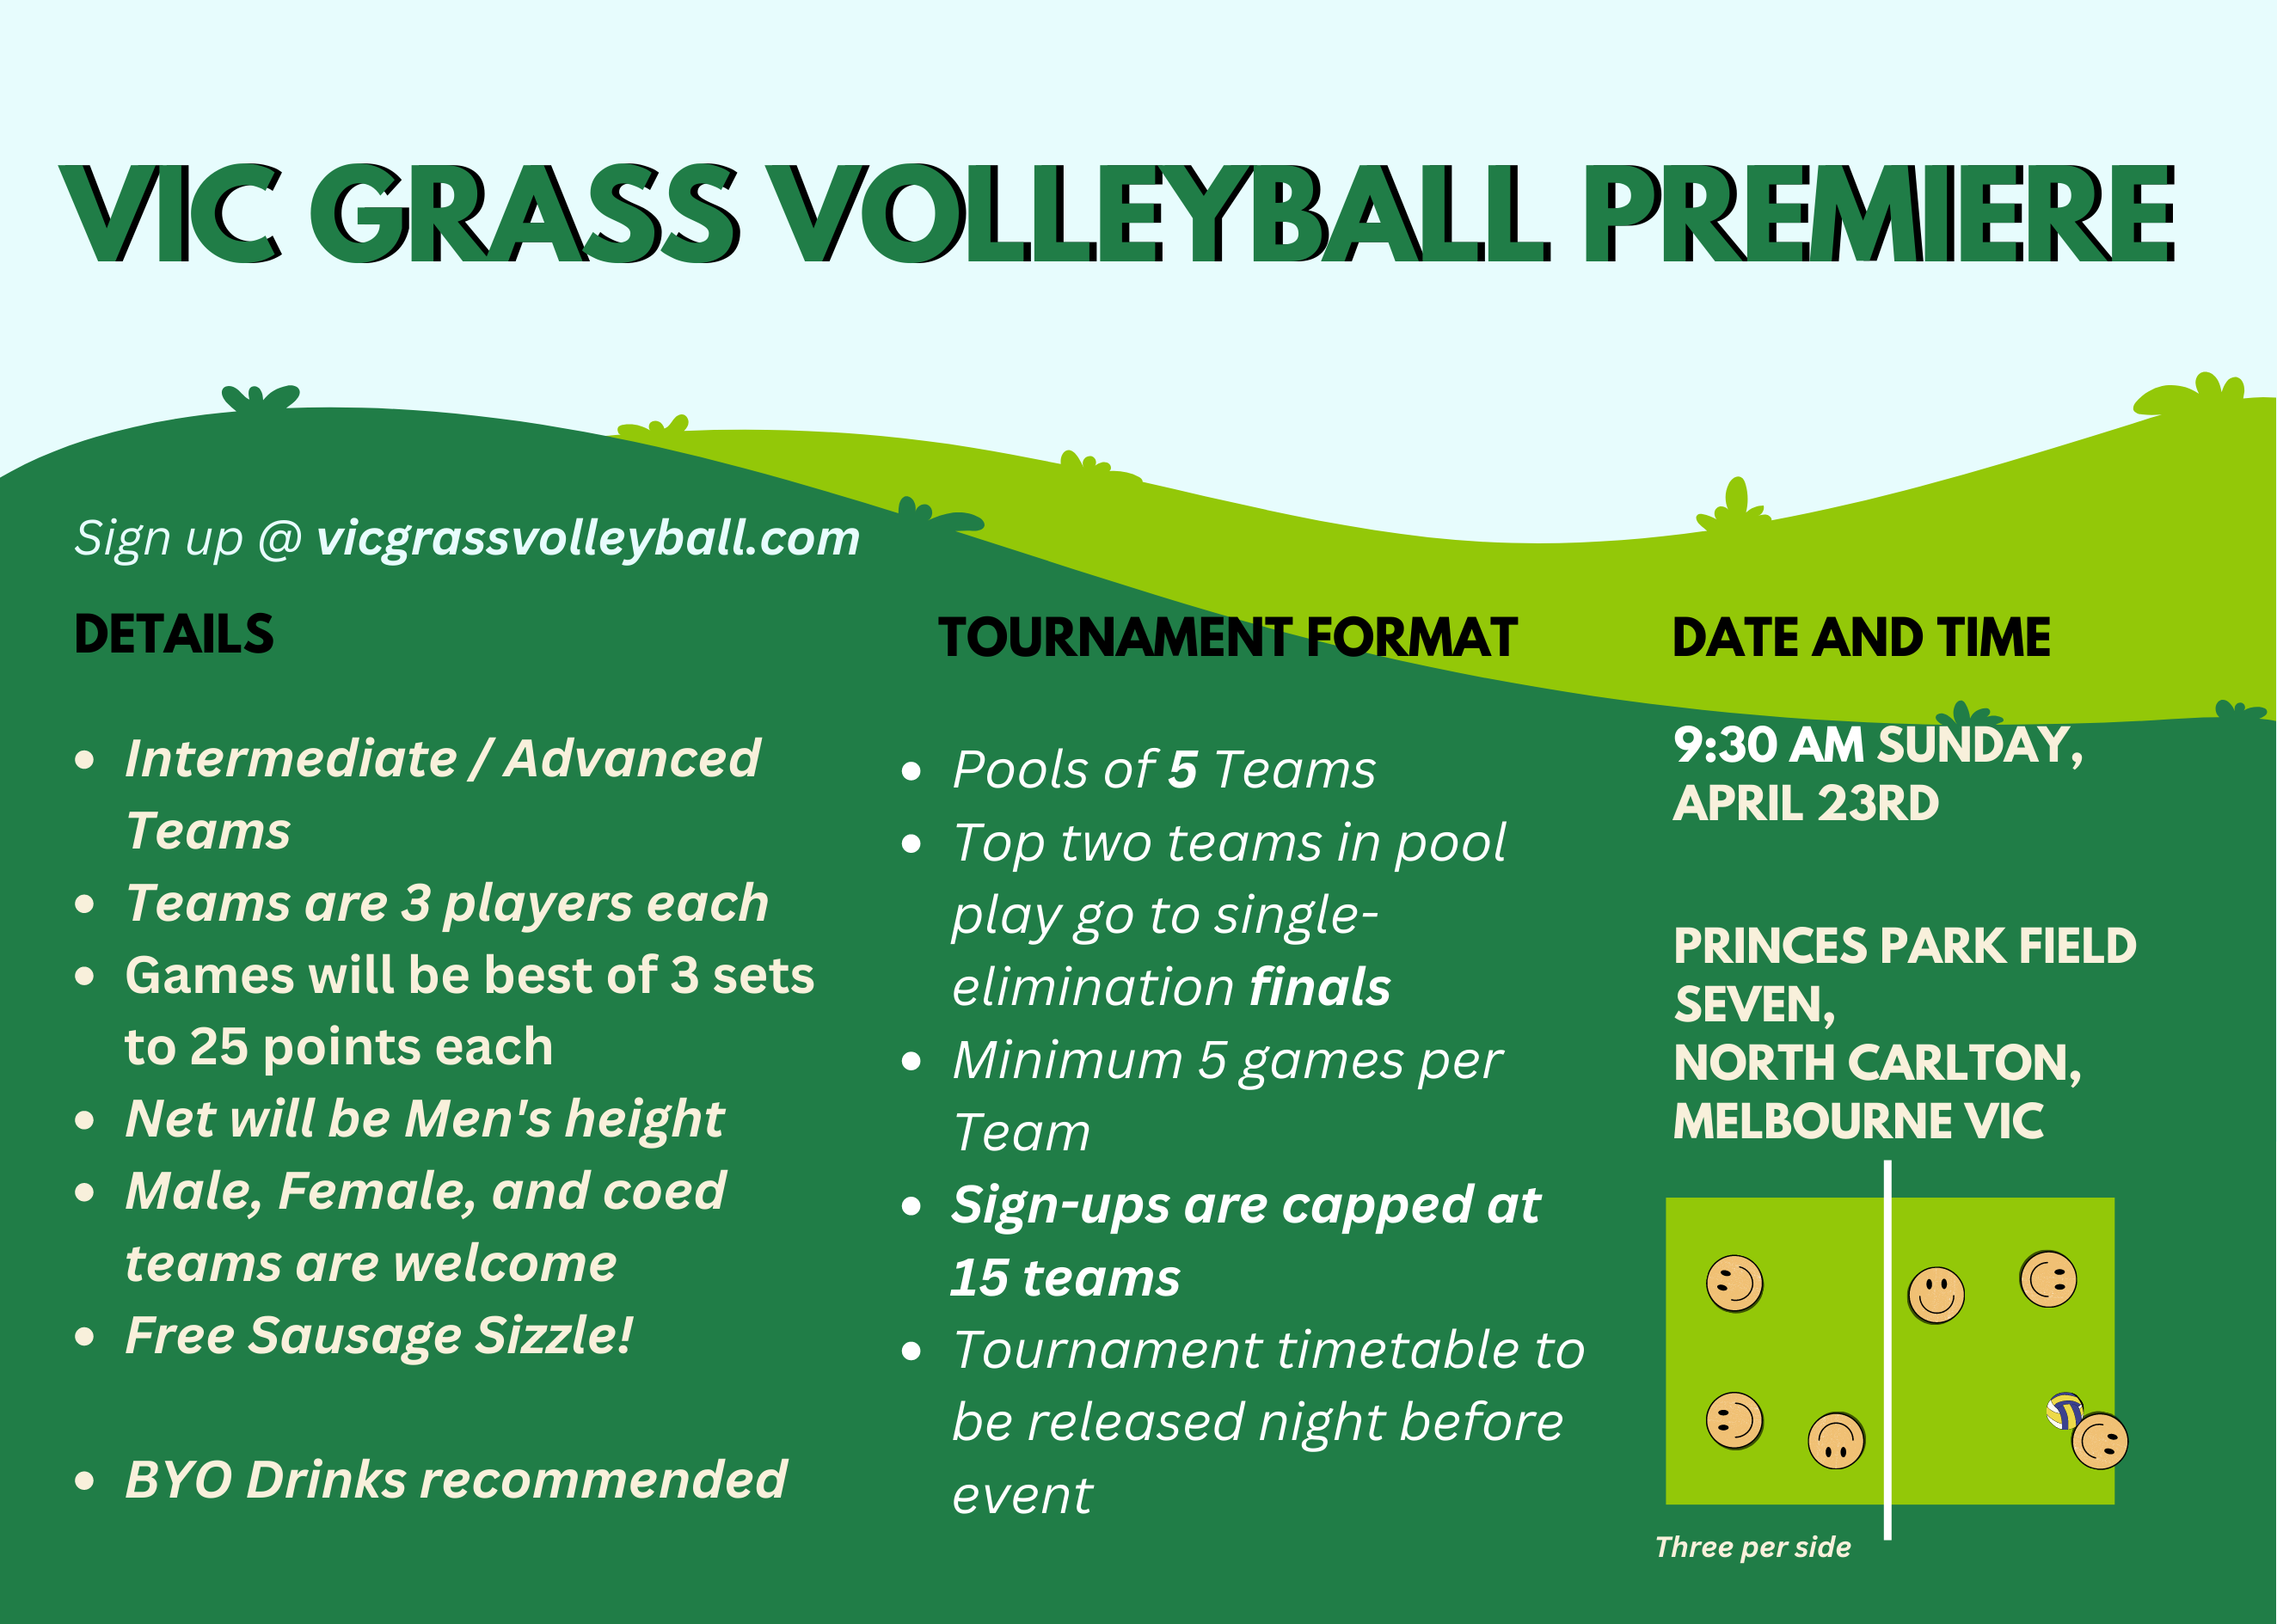 VIC GRASS VOLLEYBALL PREMIERE
Sign up @ vicgrassvolleyball.com
DETAILS
• Intermediate / Advanced
Teams
• Teams are 3 players each
• Games will be best of 3 sets
to 25 points each
• Net will be Men's height
• Male, Female, and coed
teams are welcome
• Free Sausage Sizzle!
• BYO Drinks recommended
TOURNAMENT FORMAT
• Pools of 5 Teams
• Top two teams in pool
play go to single-
elimination finals
• Minimum 5 games per
Team
• Sign-ups are capped at
15 teams
• Tournament timetable to
be released night before
event
DATE AND TIME
9:30 AM SUNDAY,
APRIL 23RD
PRINCES PARK FIELD
SEVEN,
NORTH CARLTON,
MELBOURNE VIC
Three per side